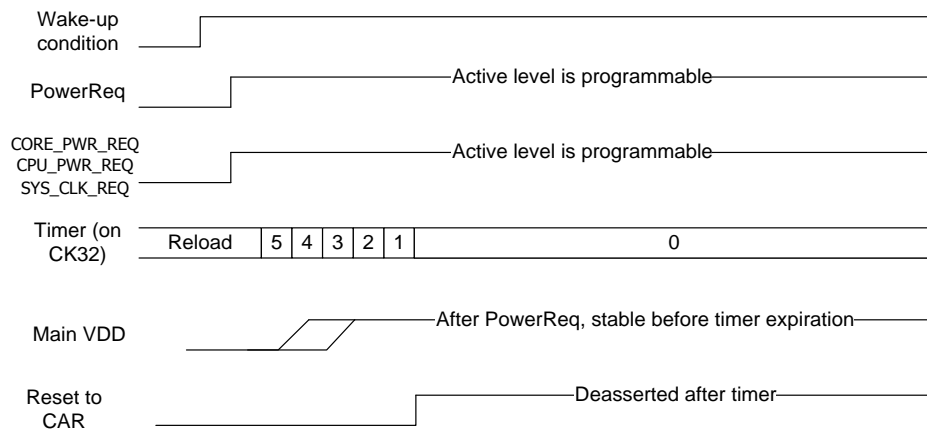 Wake-up
condition
PowerReq
Active level is programmable
CORE_PWR_REQ
CPU_PWR_REQ
SYS_CLK_REQ
Active level is programmable
Timer (on
CK32)
Reload 5 4 3 2 1 0
Main VDD
After PowerReq, stable before timer expiration
Reset to
CAR
Deasserted after timer